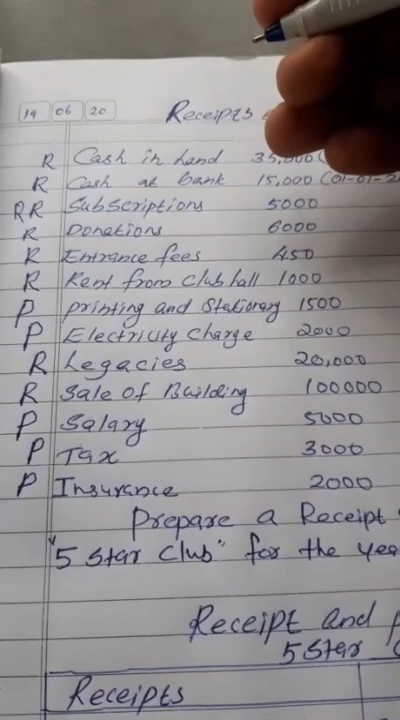 19 06 20
Receipts
R Cash in hand 35,000(
R Cash at bank 15,000 (01-01-2
RR Subscriptions 5000
R Donations 6000
R Entrance fees 450
R Rent from Club hall 1000
P printing and Stationary 1500
P Electricity Charge 2000
R Legacies 20,000
R Sale of Building 100000
P Salary 5000
P Tax 3000
P Insurance 2000
Prepare a Receipt
"5 Star Club" for the yea
Receipt and p
5 Star
Receipts